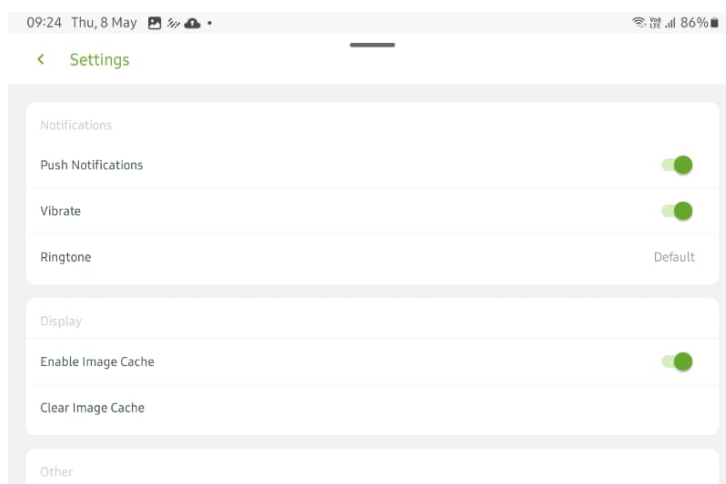 09:24 Thu, 8 May 86%
Settings
Notifications
Push Notifications
Vibrate
Ringtone Default
Display
Enable Image Cache
Clear Image Cache
Other